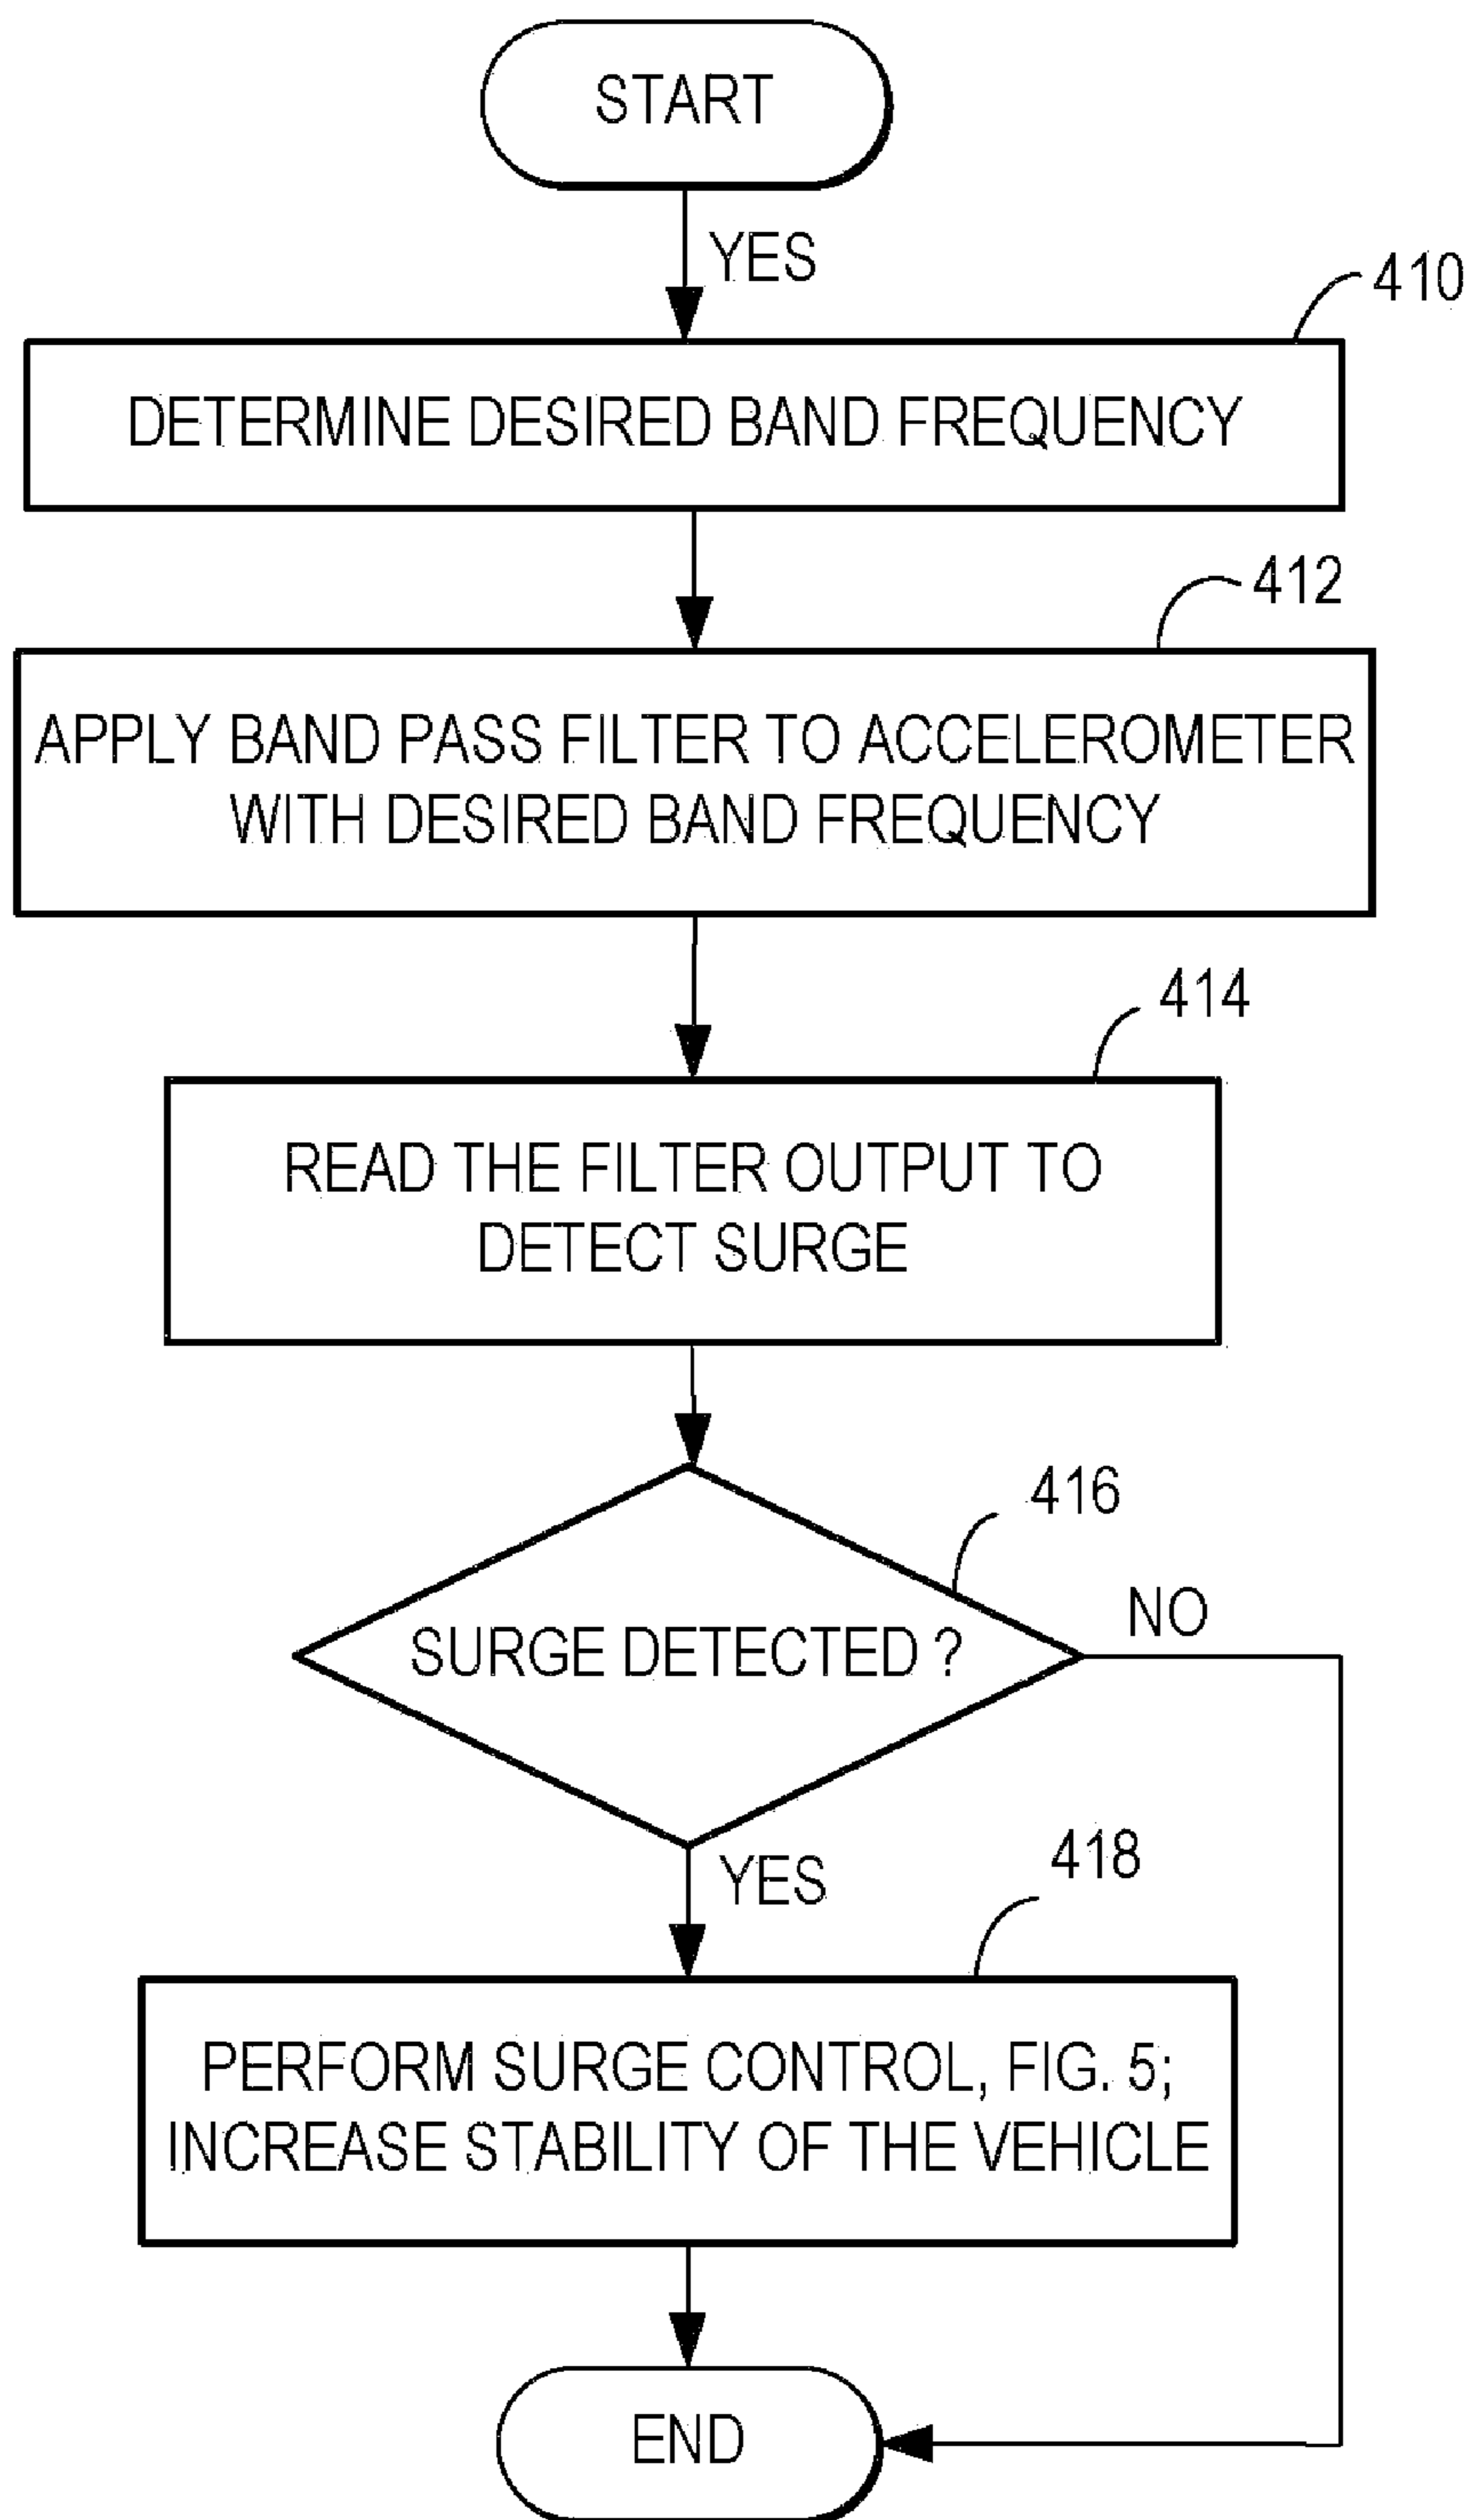 START
YES
410
DETERMINE DESIRED BAND FREQUENCY
412
APPLY BAND PASS FILTER TO ACCELEROMETER
WITH DESIRED BAND FREQUENCY
414
READ THE FILTER OUTPUT TO
DETECT SURGE
416
NO
SURGE DETECTED ?
YES
418
PERFORM SURGE CONTROL, FIG. 5;
INCREASE STABILITY OF THE VEHICLE
END